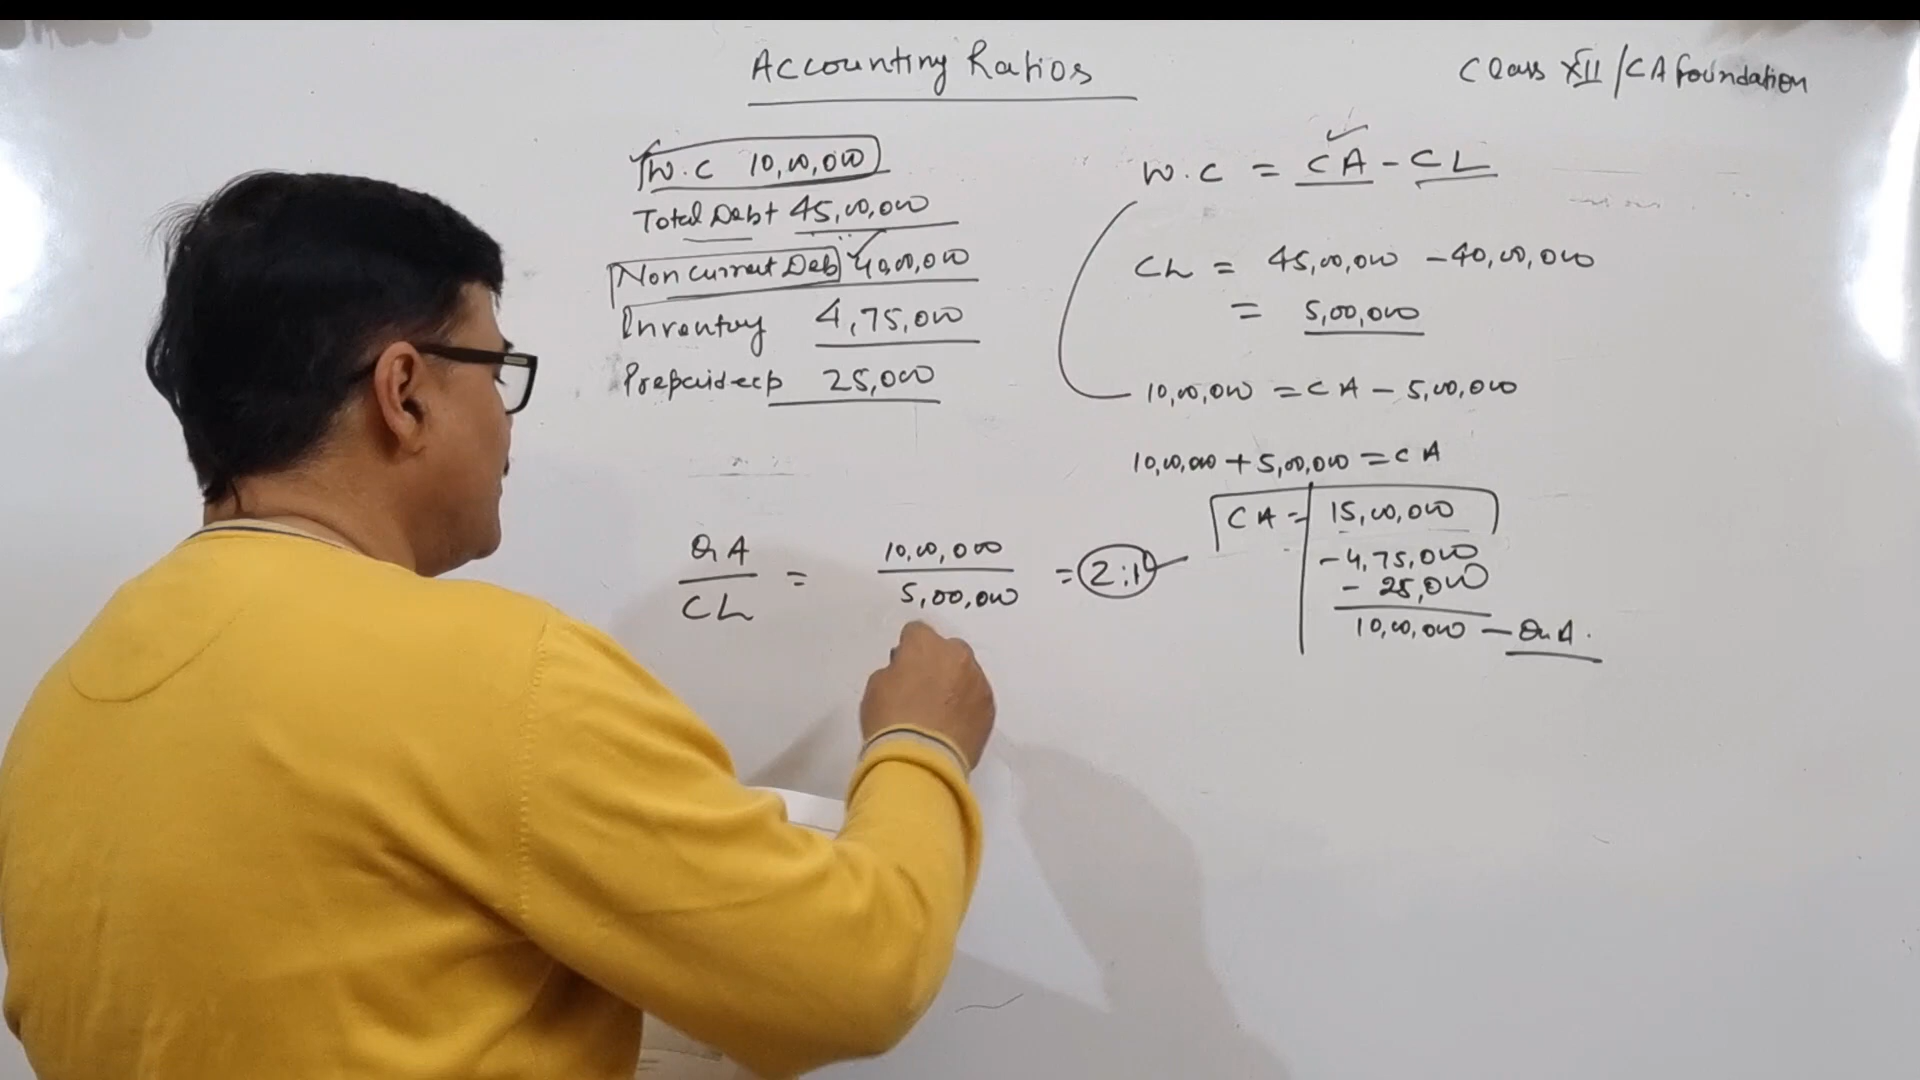 Accounting Ratios
Class XII / CA Foundation
W.C 10,00,000
Total Debt 45,00,000
Non Current Deb 40,00,000
Inventory 4,75,000
Prepaid exp 25,000
W.C = CA - CL
CL = 45,00,000 - 40,00,000
= 5,00,000
10,00,000 = CA - 5,00,000
10,00,000 + 5,00,000 = CA
CA = 15,00,000
- 4,75,000
- 25,000
10,00,000 - Qu A.
Qu A / CL = 10,00,000 / 5,00,000 = 2:1